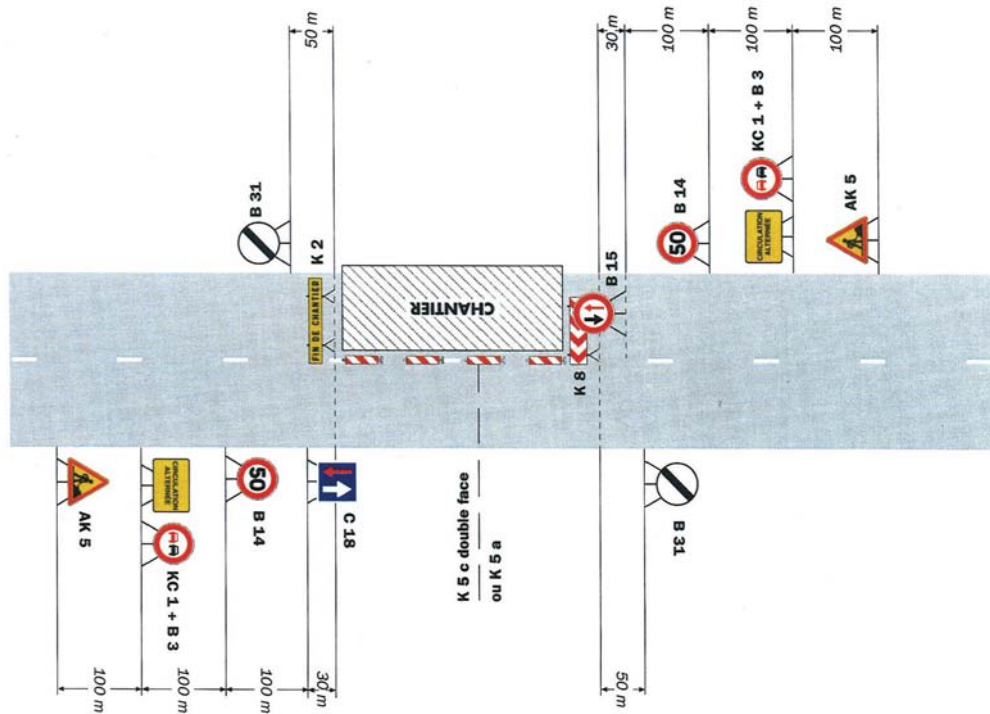 50 m
30 m
100 m
100 m
100 m
B 31
K 2
FIN DE CHANTIER
CHANTIER
B 15
K 8
50
B 14
KC 1 + B 3
CIRCULATION
ALTERNÉE
AK 5
AK 5
CIRCULATION
ALTERNÉE
KC 1 + B 3
50
B 14
C 18
K 5 c double face
ou K 5 a
B 31
100 m
100 m
100 m
30 m
50 m